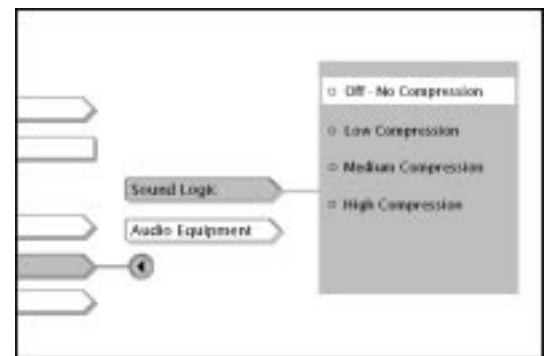 Off - No Compression
Low Compression
Medium Compression
High Compression
Sound Logic
Audio Equipment